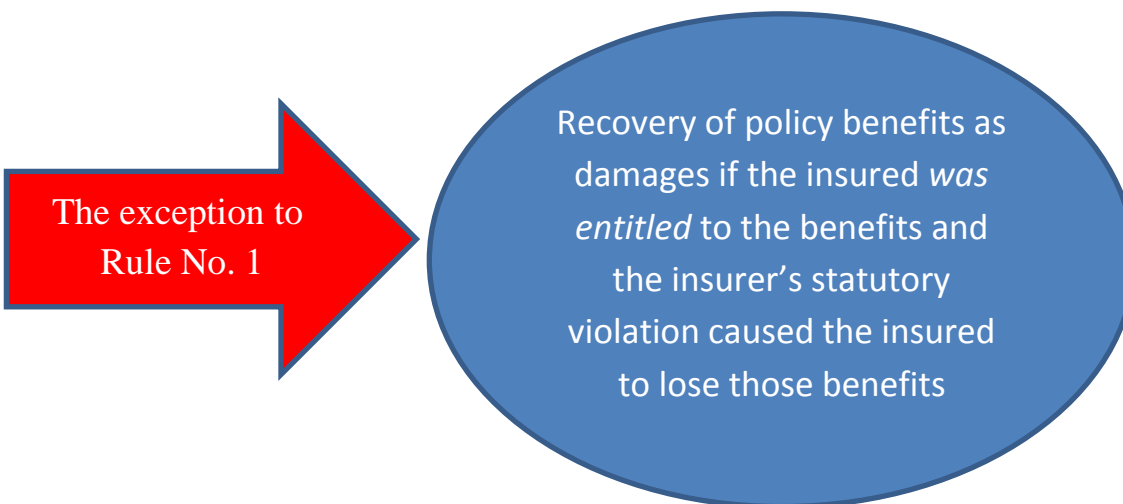 The exception to
Rule No. 1
Recovery of policy benefits as
damages if the insured was
entitled to the benefits and
the insurer’s statutory
violation caused the insured
to lose those benefits